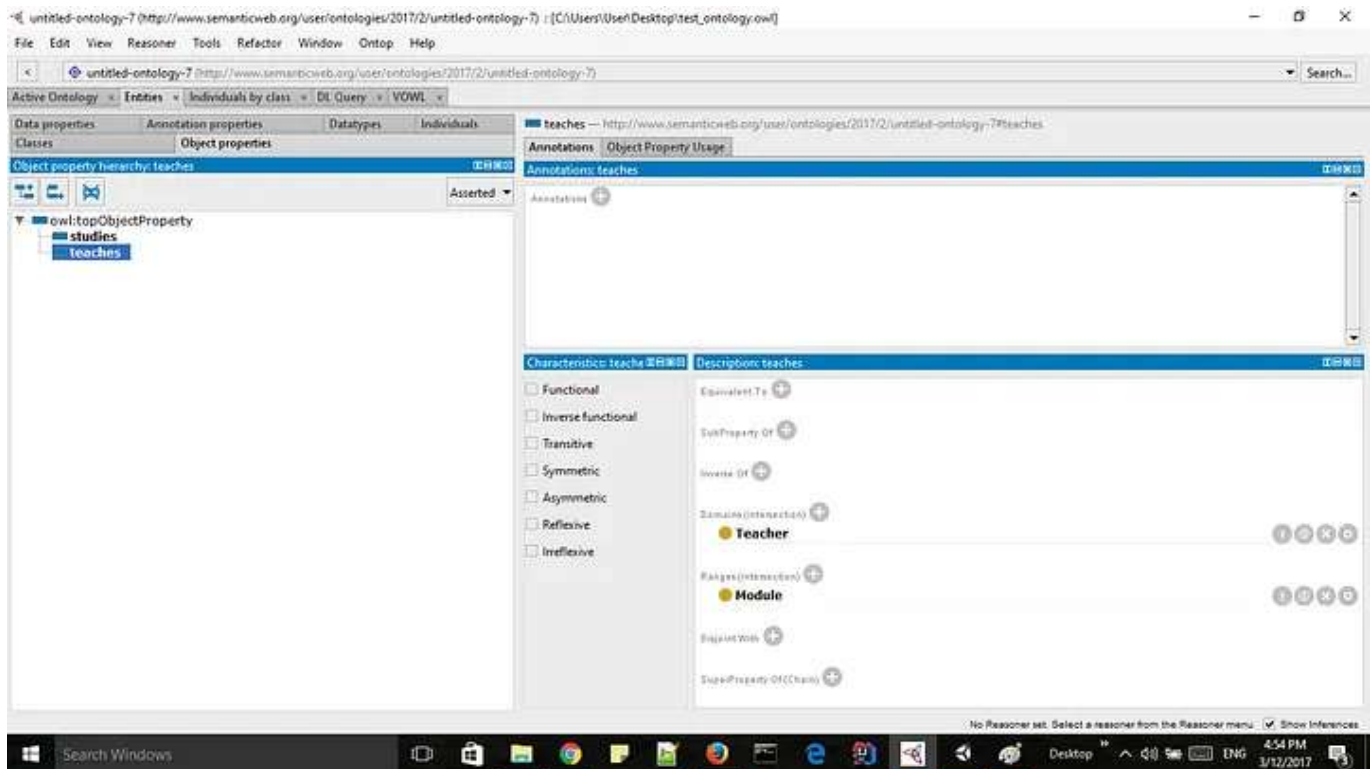 untitled-ontology-7 (http://www.semanticweb.org/user/ontologies/2017/2/untitled-ontology-7) : [C:\Users\User\Desktop\test_ontology.owl]
File Edit View Reasoner Tools Refactor Window Ontop Help
< untitled-ontology-7 (http://www.semanticweb.org/user/ontologies/2017/2/untitled-ontology-7) Search...
Active Ontology Entities Individuals by class DL Query VOWL
Data properties Annotation properties Datatypes Individuals
Classes Object properties
teaches — http://www.semanticweb.org/user/ontologies/2017/2/untitled-ontology-7#teaches
Annotations Object Property Usage
Object property hierarchy: teaches
Annotations: teaches
Asserted
Annotations
owl:topObjectProperty
studies
teaches
Characteristics: teache
Description: teaches
Functional
Inverse functional
Transitive
Symmetric
Asymmetric
Reflexive
Irreflexive
Equivalent To
SubProperty Of
Inverse Of
Domains (intersection)
Teacher
Ranges (intersection)
Module
Disjoint With
SuperProperty Of (Chain)
No Reasoner set. Select a reasoner from the Reasoner menu Show Inferences
Search Windows
Desktop ENG 4:54 PM
3/12/2017